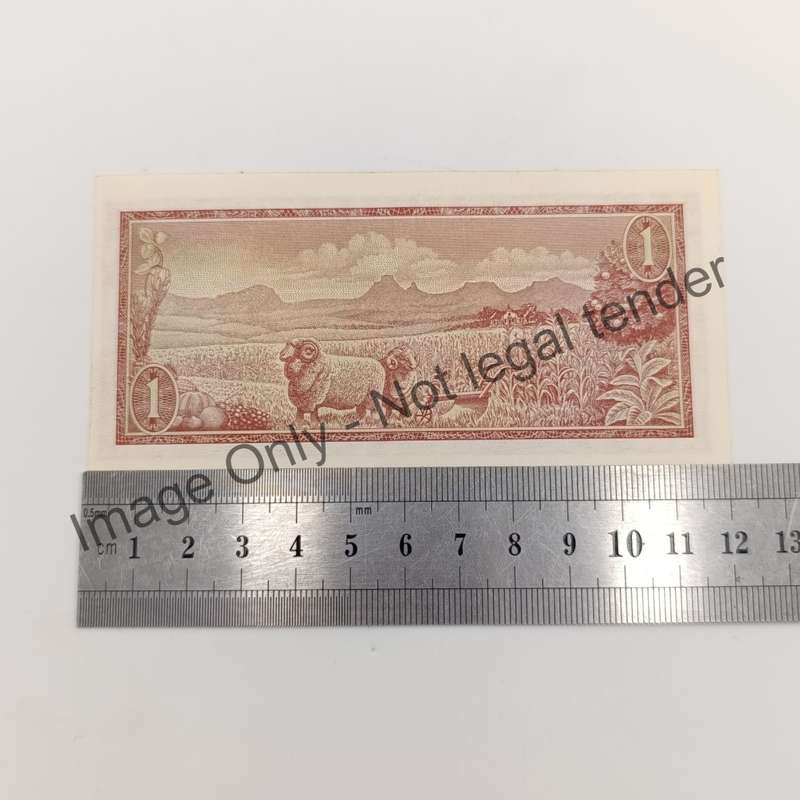 1
1
Image Only - Not legal tender
0.5mm
mm
cm 1 2 3 4 5 6 7 8 9 10 11 12 13